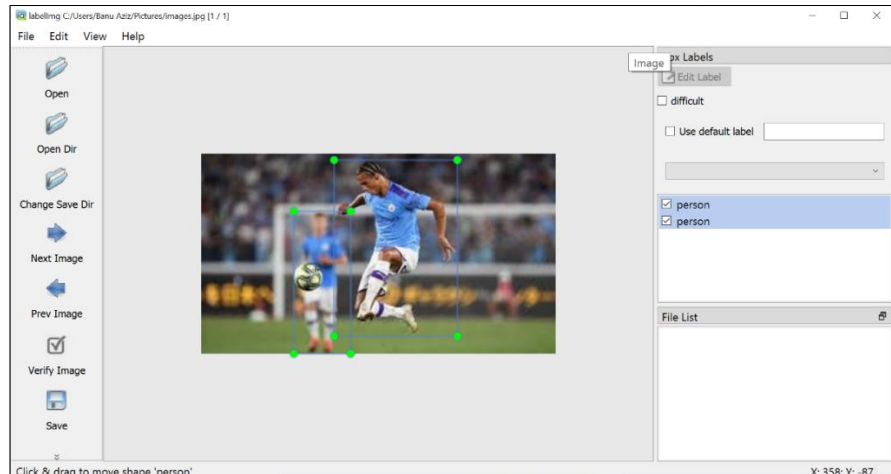 labelImg C:/Users/Banu Aziz/Pictures/images.jpg [1 / 1]
File Edit View Help
Open
Open Dir
Change Save Dir
Next Image
Prev Image
Verify Image
Save
Image
ox Labels
Edit Label
difficult
Use default label
person
person
File List
Click & drag to move shape 'person'
X: 358; Y: -87